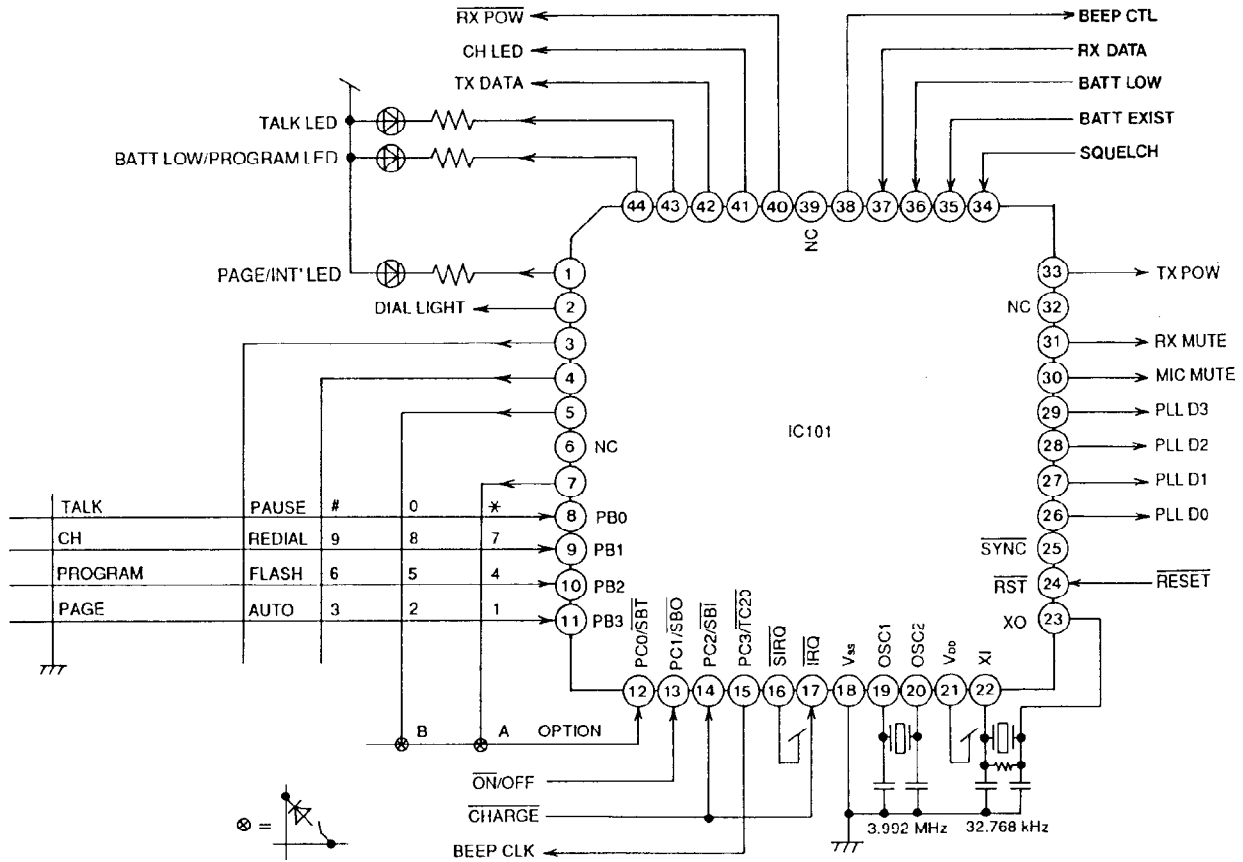 RX POW
CH LED
TX DATA
BEEP CTL
RX DATA
BATT LOW
BATT EXIST
SQUELCH
TALK LED
BATT LOW/PROGRAM LED
PAGE/INT' LED
DIAL LIGHT
44 43 42 41 40 39 38 37 36 35 34
NC
1
2
3
4
5
6 NC
7
8 PB0
9 PB1
10 PB2
11 PB3
33 TX POW
NC 32
31 RX MUTE
30 MIC MUTE
29 PLL D3
28 PLL D2
27 PLL D1
26 PLL D0
SYNC 25
RST 24 RESET
XO 23
IC101
TALK PAUSE # 0 *
CH REDIAL 9 8 7
PROGRAM FLASH 6 5 4
PAGE AUTO 3 2 1
PC0/SBT PC1/SBO PC2/SBI PC3/TC20 SIRQ IRQ Vss OSC1 OSC2 VDD XI
12 13 14 15 16 17 18 19 20 21 22
B A OPTION
ON/OFF
CHARGE
BEEP CLK
3.992 MHz 32.768 kHz
⊗ =